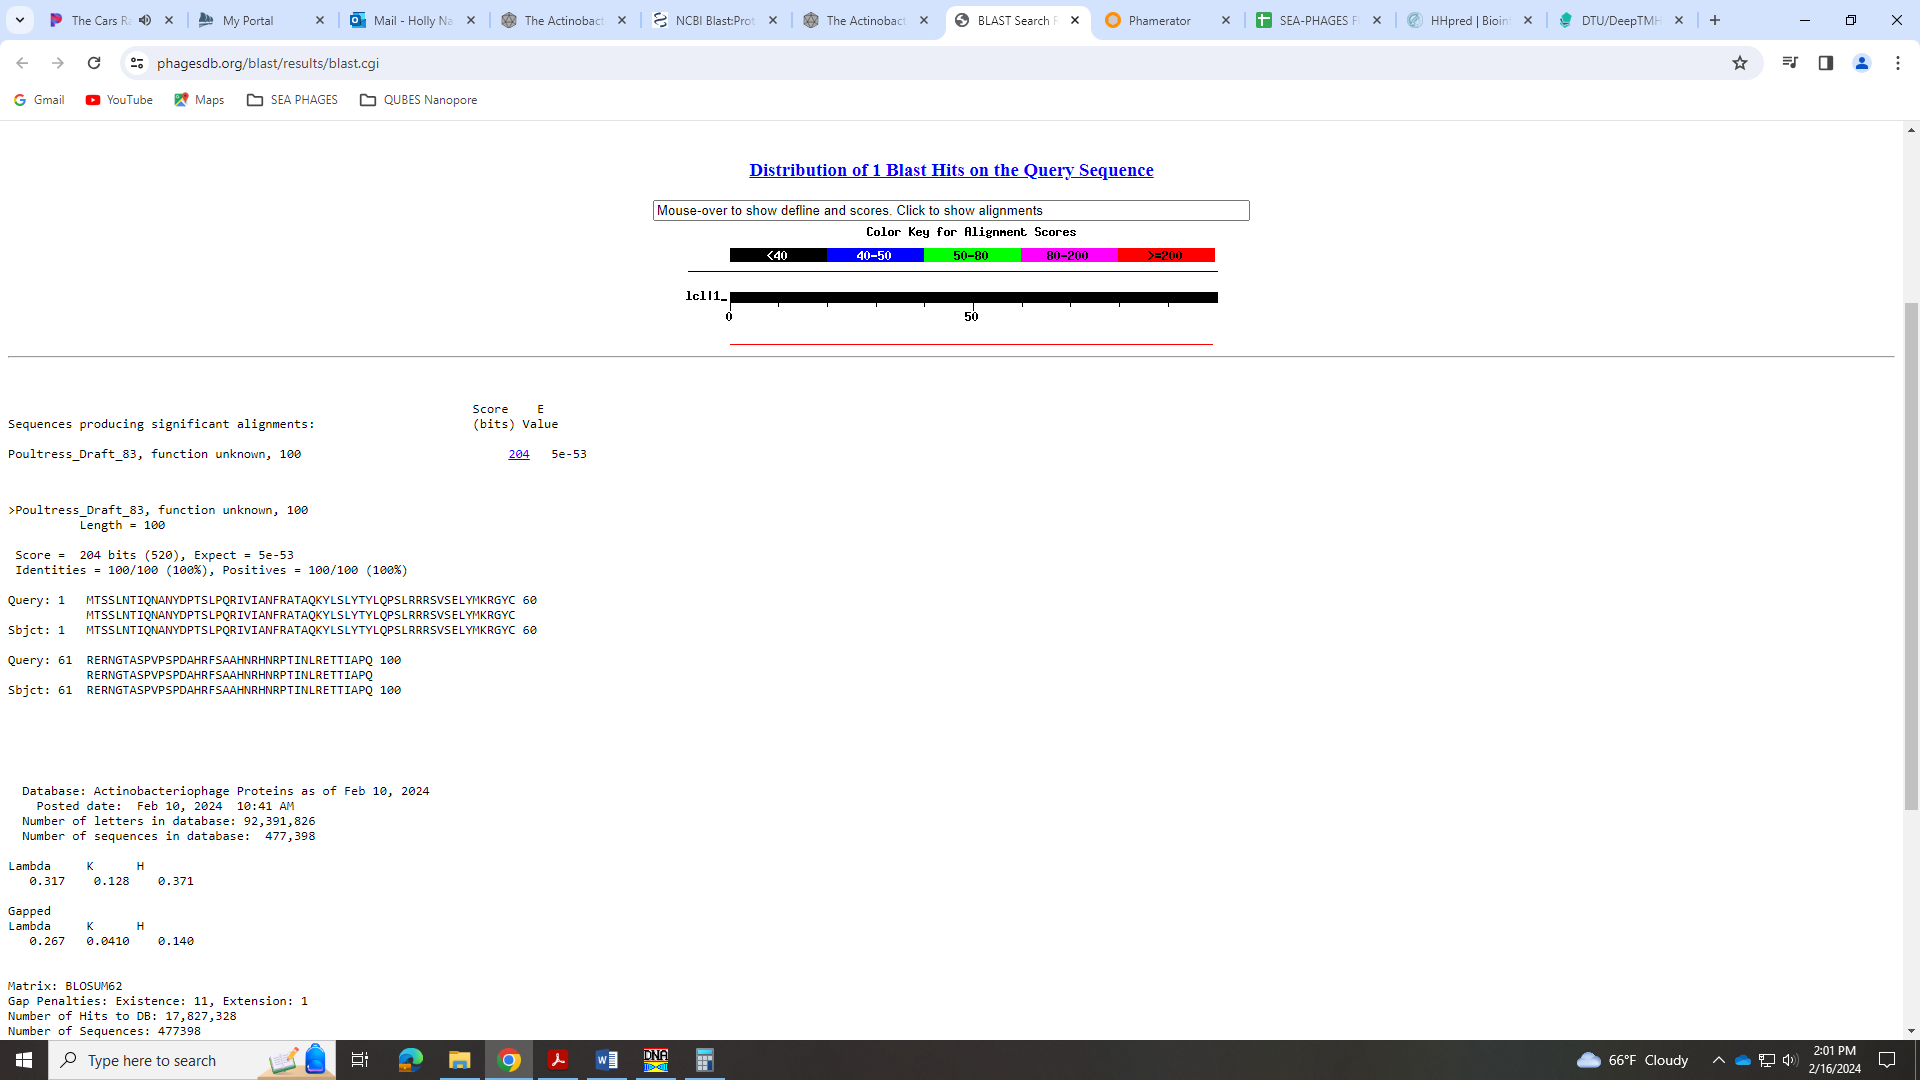 The Cars Ra
My Portal
Mail - Holly Na
The Actinobact
NCBI Blast:Prot
The Actinobact
BLAST Search R
Phamerator
SEA-PHAGES F
HHpred | Bioin
DTU/DeepTMH
phagesdb.org/blast/results/blast.cgi
Gmail
YouTube
Maps
SEA PHAGES
QUBES Nanopore
Distribution of 1 Blast Hits on the Query Sequence
Mouse-over to show defline and scores. Click to show alignments
Color Key for Alignment Scores
<40 40-50 50-80 80-200 >=200
lcl|1_
0 50
Score E
Sequences producing significant alignments: (bits) Value
Poultress_Draft_83, function unknown, 100 204 5e-53
>Poultress_Draft_83, function unknown, 100
Length = 100
Score = 204 bits (520), Expect = 5e-53
Identities = 100/100 (100%), Positives = 100/100 (100%)
Query: 1 MTSSLNTIQNANYDPTSLPQRIVIANFRATAQKYLSLYTYLQPSLRRRSVSELYMKRGYC 60
MTSSLNTIQNANYDPTSLPQRIVIANFRATAQKYLSLYTYLQPSLRRRSVSELYMKRGYC
Sbjct: 1 MTSSLNTIQNANYDPTSLPQRIVIANFRATAQKYLSLYTYLQPSLRRRSVSELYMKRGYC 60
Query: 61 RERNGTASPVPSPDAHRFSAAHNRHNRPTINLRETTIAPQ 100
RERNGTASPVPSPDAHRFSAAHNRHNRPTINLRETTIAPQ
Sbjct: 61 RERNGTASPVPSPDAHRFSAAHNRHNRPTINLRETTIAPQ 100
Database: Actinobacteriophage Proteins as of Feb 10, 2024
Posted date: Feb 10, 2024 10:41 AM
Number of letters in database: 92,391,826
Number of sequences in database: 477,398
Lambda K H
0.317 0.128 0.371
Gapped
Lambda K H
0.267 0.0410 0.140
Matrix: BLOSUM62
Gap Penalties: Existence: 11, Extension: 1
Number of Hits to DB: 17,827,328
Number of Sequences: 477398
Type here to search
DNA
66°F Cloudy
2:01 PM
2/16/2024